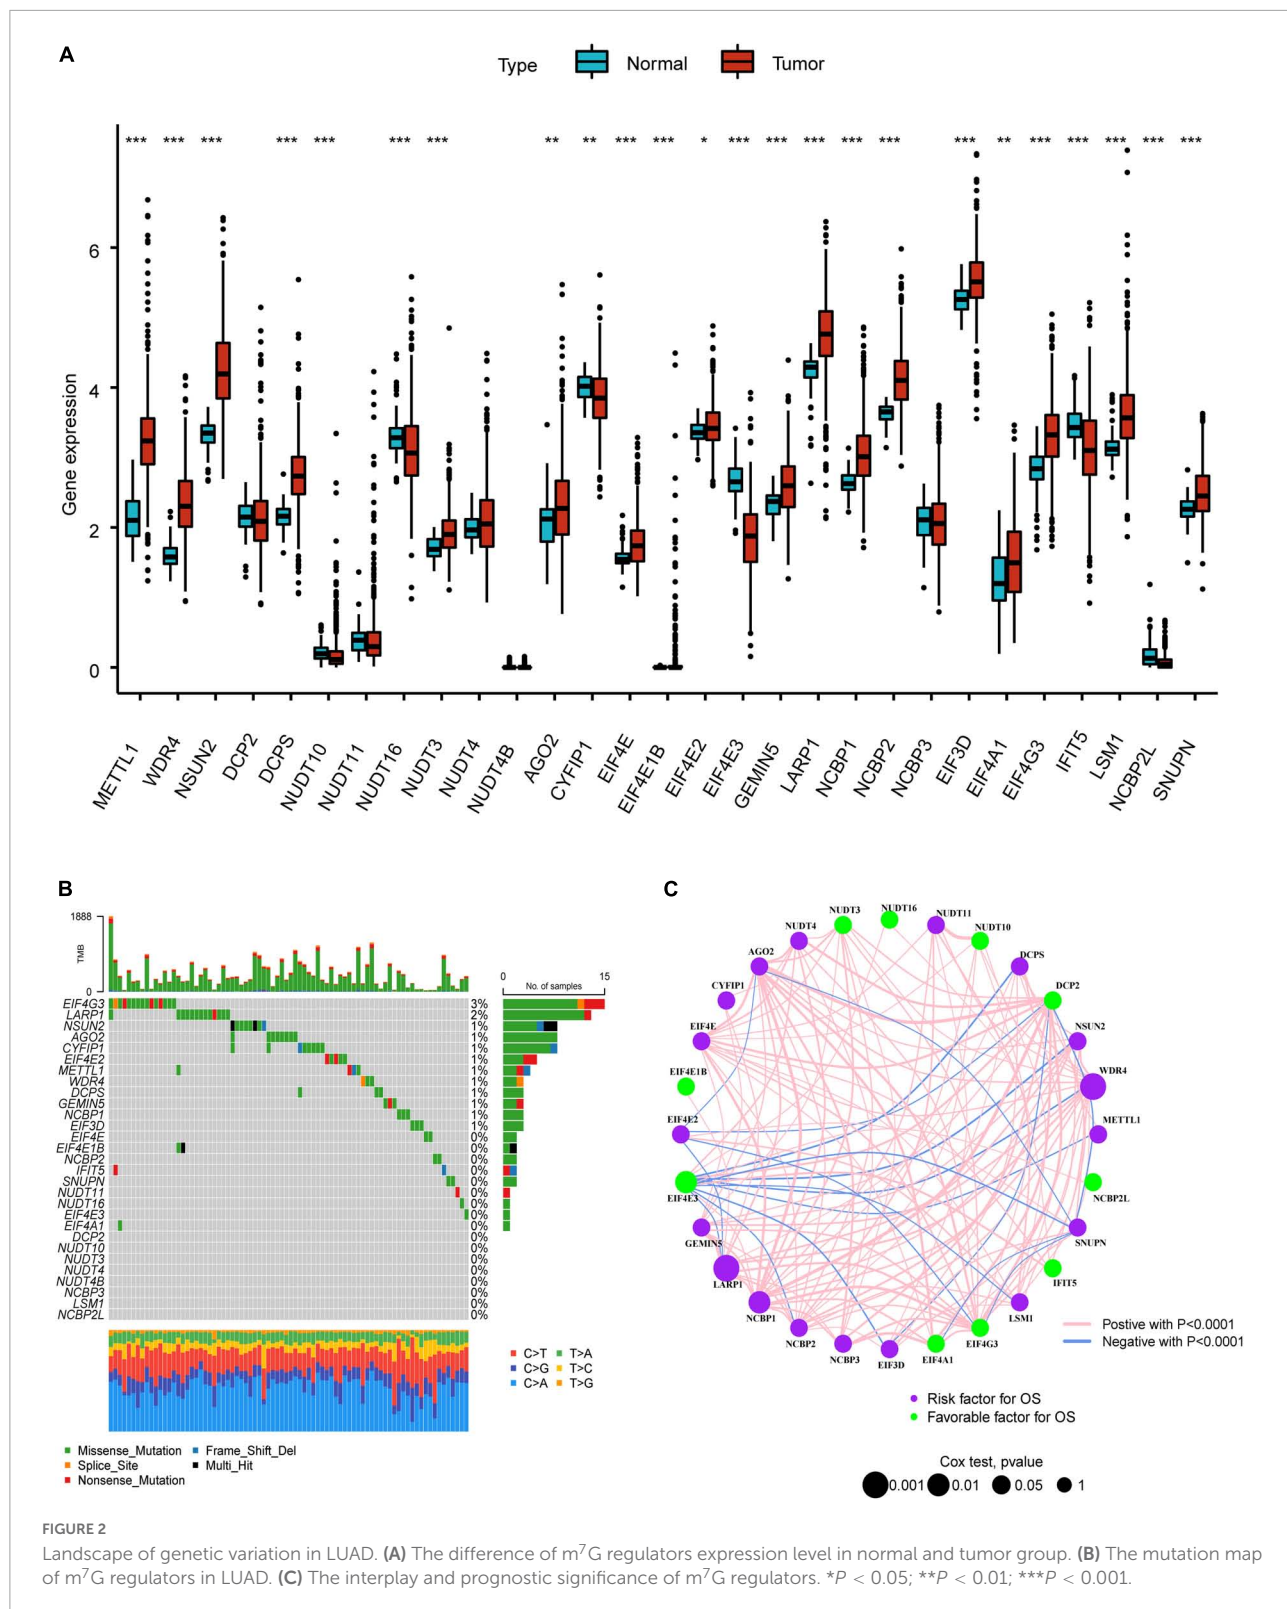 A
Type Normal Tumor
*** *** *** *** *** *** *** ** ** *** *** * *** *** *** *** *** *** ** *** *** *** *** ***
Gene expression
6
4
2
0
METTL1 WDR4 NSUN2 DCP2 DCPS NUDT10 NUDT11 NUDT16 NUDT3 NUDT4 NUDT4B AGO2 CYFIP1 EIF4E EIF4E1B EIF4E2 EIF4E3 GEMIN5 LARP1 NCBP1 NCBP2 NCBP3 EIF3D EIF4A1 EIF4G3 IFIT5 LSM1 NCBP2L SNUPN
B
1888
TMB
0
0 15
No. of samples
EIF4G3 3%
LARP1 2%
NSUN2 1%
AGO2 1%
CYFIP1 1%
EIF4E2 1%
METTL1 1%
WDR4 1%
DCPS 1%
GEMIN5 1%
NCBP1 1%
EIF3D 1%
EIF4E 0%
EIF4E1B 0%
NCBP2 0%
IFIT5 0%
SNUPN 0%
NUDT11 0%
NUDT16 0%
EIF4E3 0%
EIF4A1 0%
DCP2 0%
NUDT10 0%
NUDT3 0%
NUDT4 0%
NUDT4B 0%
NCBP3 0%
LSM1 0%
NCBP2L 0%
C>T T>A
C>G T>C
C>A T>G
Missense_Mutation Frame_Shift_Del
Splice_Site Multi_Hit
Nonsense_Mutation
C
NUDT16
NUDT3
NUDT11
NUDT4
NUDT10
AGO2
DCPS
CYFIP1
DCP2
EIF4E
NSUN2
EIF4E1B
WDR4
EIF4E2
METTL1
EIF4E3
NCBP2L
GEMIN5
SNUPN
LARP1
IFIT5
NCBP1
LSM1
NCBP2
EIF4G3
NCBP3
EIF3D
EIF4A1
Postive with P<0.0001
Negative with P<0.0001
Risk factor for OS
Favorable factor for OS
Cox test, pvalue
0.001 0.01 0.05 1
FIGURE 2
Landscape of genetic variation in LUAD. (A) The difference of m⁷G regulators expression level in normal and tumor group. (B) The mutation map
of m⁷G regulators in LUAD. (C) The interplay and prognostic significance of m⁷G regulators. *P < 0.05; **P < 0.01; ***P < 0.001.